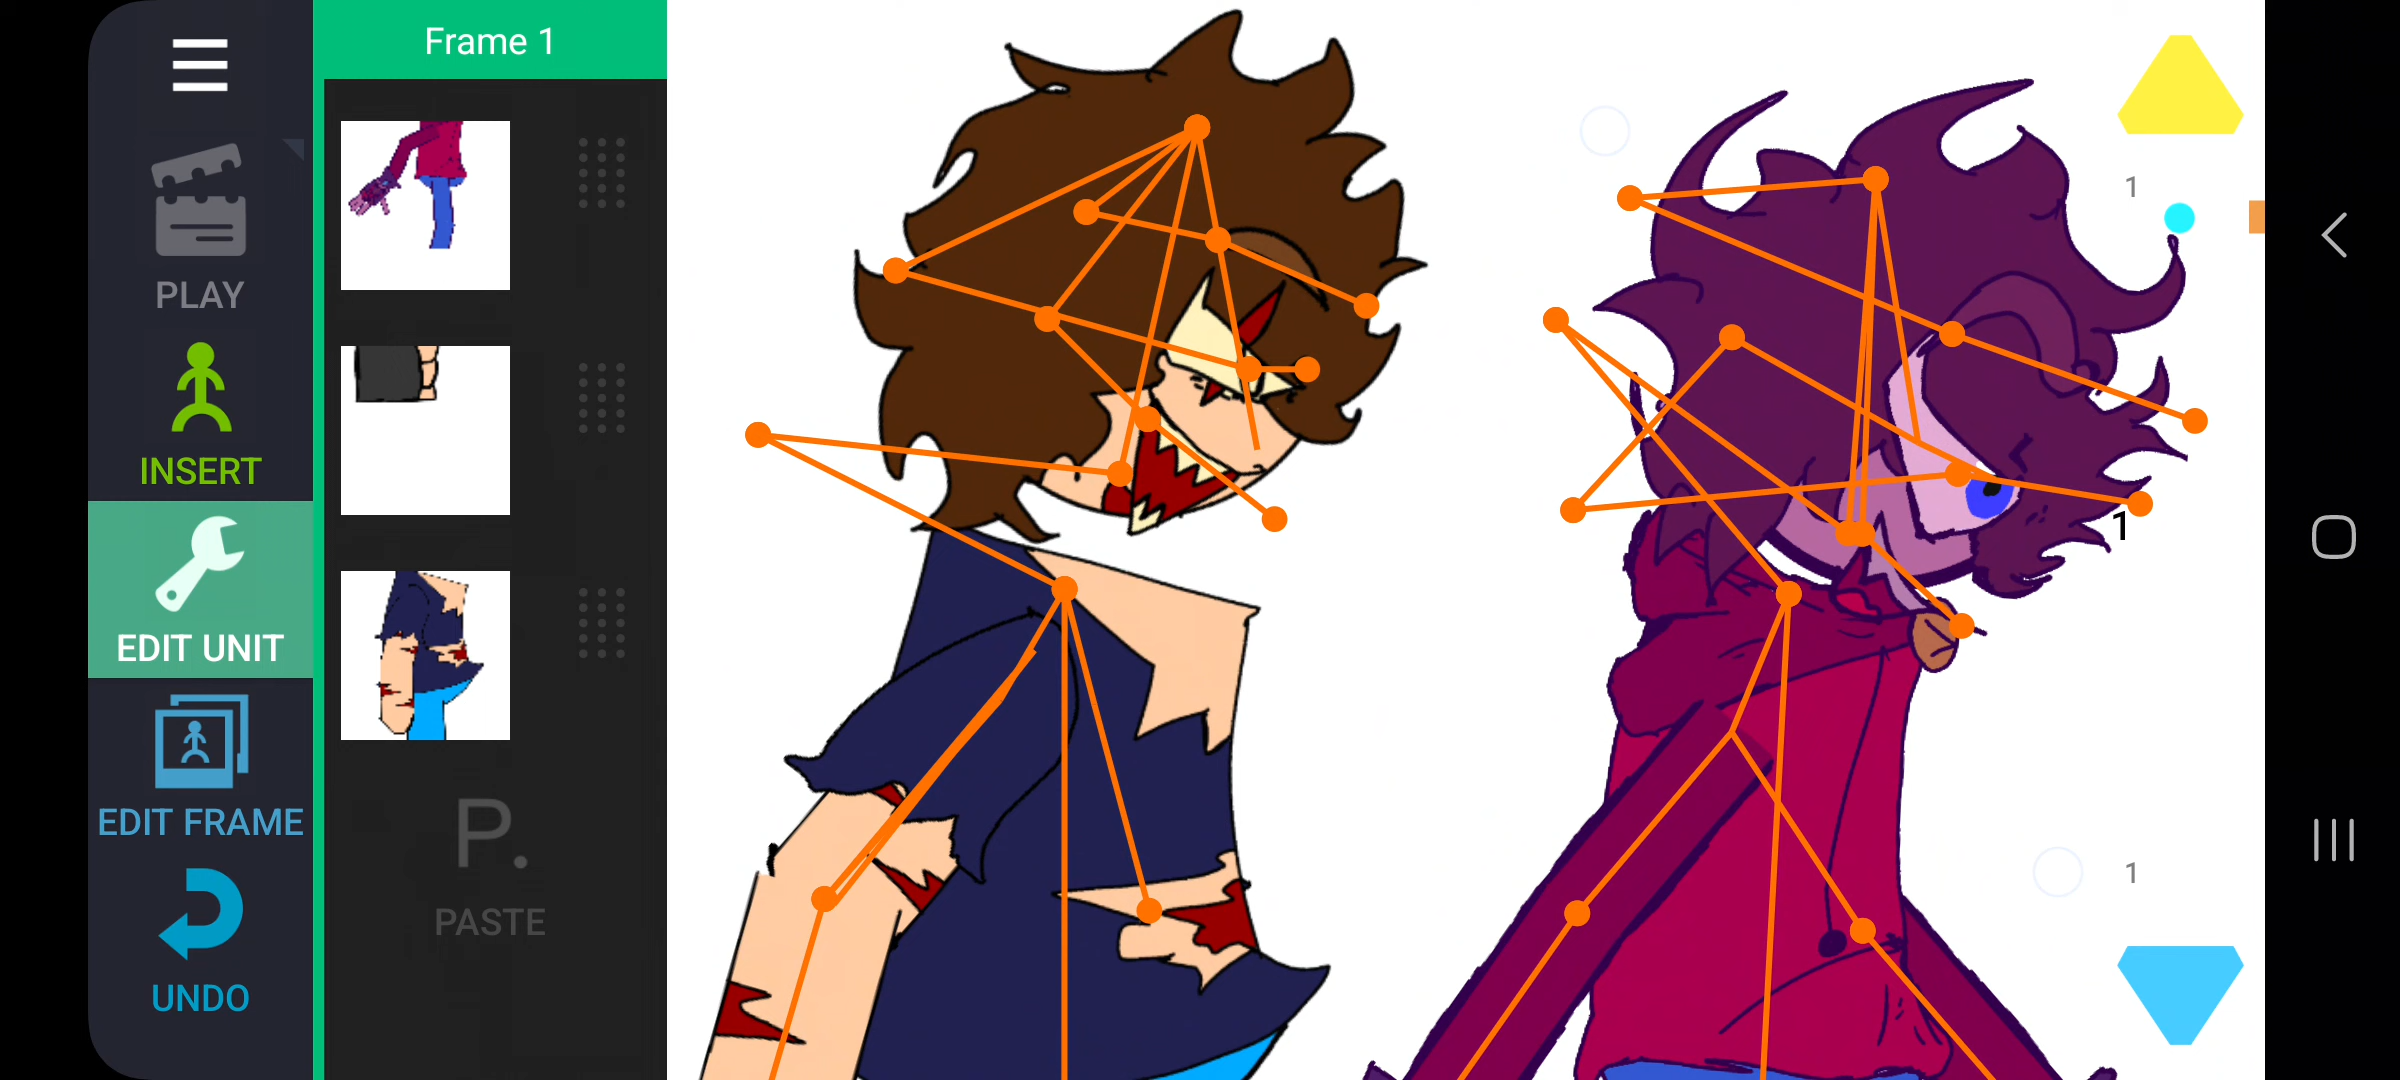 Frame 1
PLAY
INSERT
EDIT UNIT
EDIT FRAME
UNDO
P.
PASTE
1
1
1